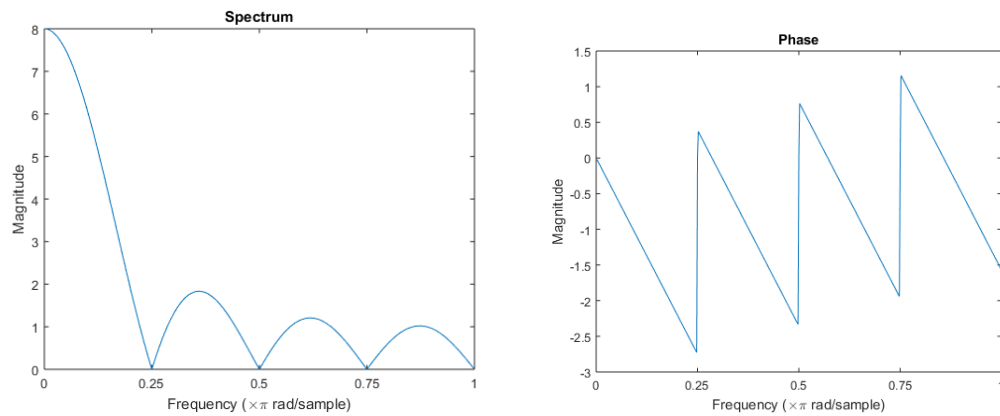 Spectrum
8
7
6
5
4
3
2
1
0
Magnitude
0 0.25 0.5 0.75 1
Frequency (×π rad/sample)
Phase
1.5
1
0.5
0
-0.5
-1
-1.5
-2
-2.5
-3
Magnitude
0 0.25 0.5 0.75 1
Frequency (×π rad/sample)